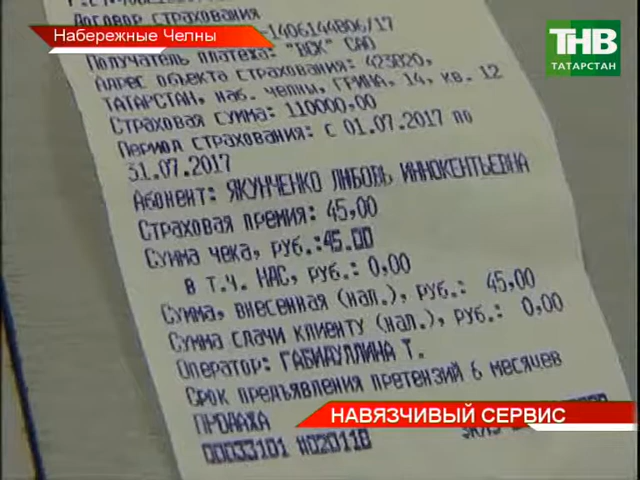 Договор страхования
Набережные Челны
-1406144806/17
Получатель платежа: "ВСК" САО
Адрес объекта страхования: 423820,
ТАТАРСТАН, наб. челны, ГРИНА, 14, кв. 12
Страховая сумма: 110000,00
Период страхования: с 01.07.2017 по
31.07.2017
Абонент: ЯКУНЧЕНКО ЛЮБОВЬ ИННОКЕНТЬЕВНА
Страховая премия: 45,00
Сумма чека, руб.:45.00
в т.ч. НДС, руб.: 0,00
Сумма, внесенная (нал.), руб.: 45,00
Сумма сдачи клиенту (нал.), руб.: 0,00
Оператор: ГАБИДУЛЛИНА Т.
Срок предъявления претензий 6 месяцев
ПРОДАЖА
00033101 #020110
НАВЯЗЧИВЫЙ СЕРВИС
ТНВ
ТАТАРСТАН